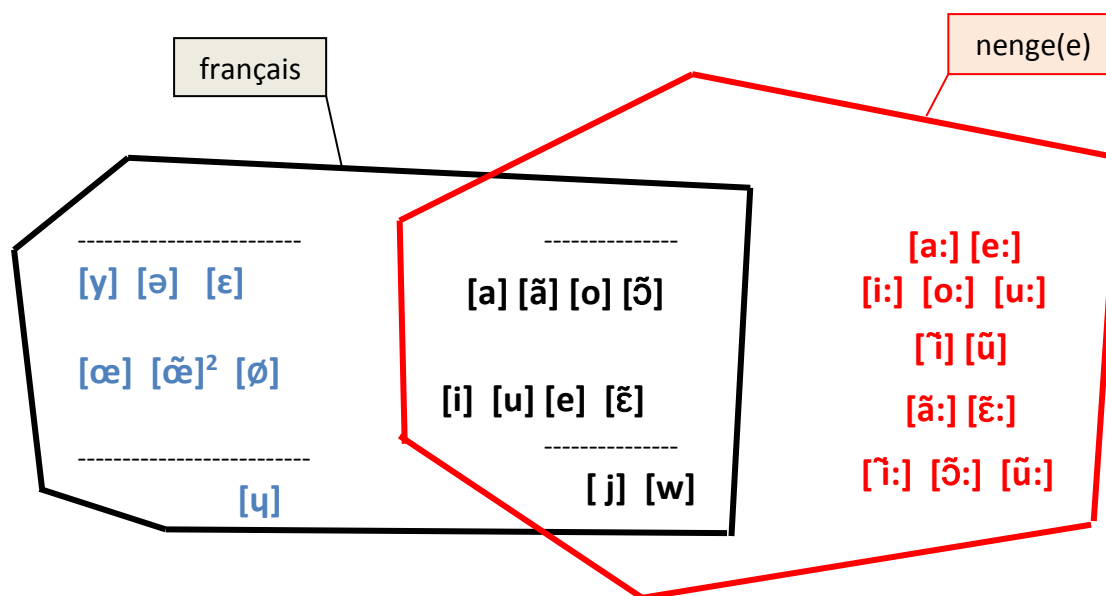 français
nenge(e)
[y] [ə] [ɛ]
[œ] [œ̃]² [ø]
[ɥ]
[a] [ã] [o] [ɔ̃]
[i] [u] [e] [ɛ̃]
[ j] [w]
[a:] [e:]
[i:] [o:] [u:]
[ ̃i] [ũ]
[ã:] [ɛ̃:]
[ ̃i:] [ɔ̃:] [ũ:]